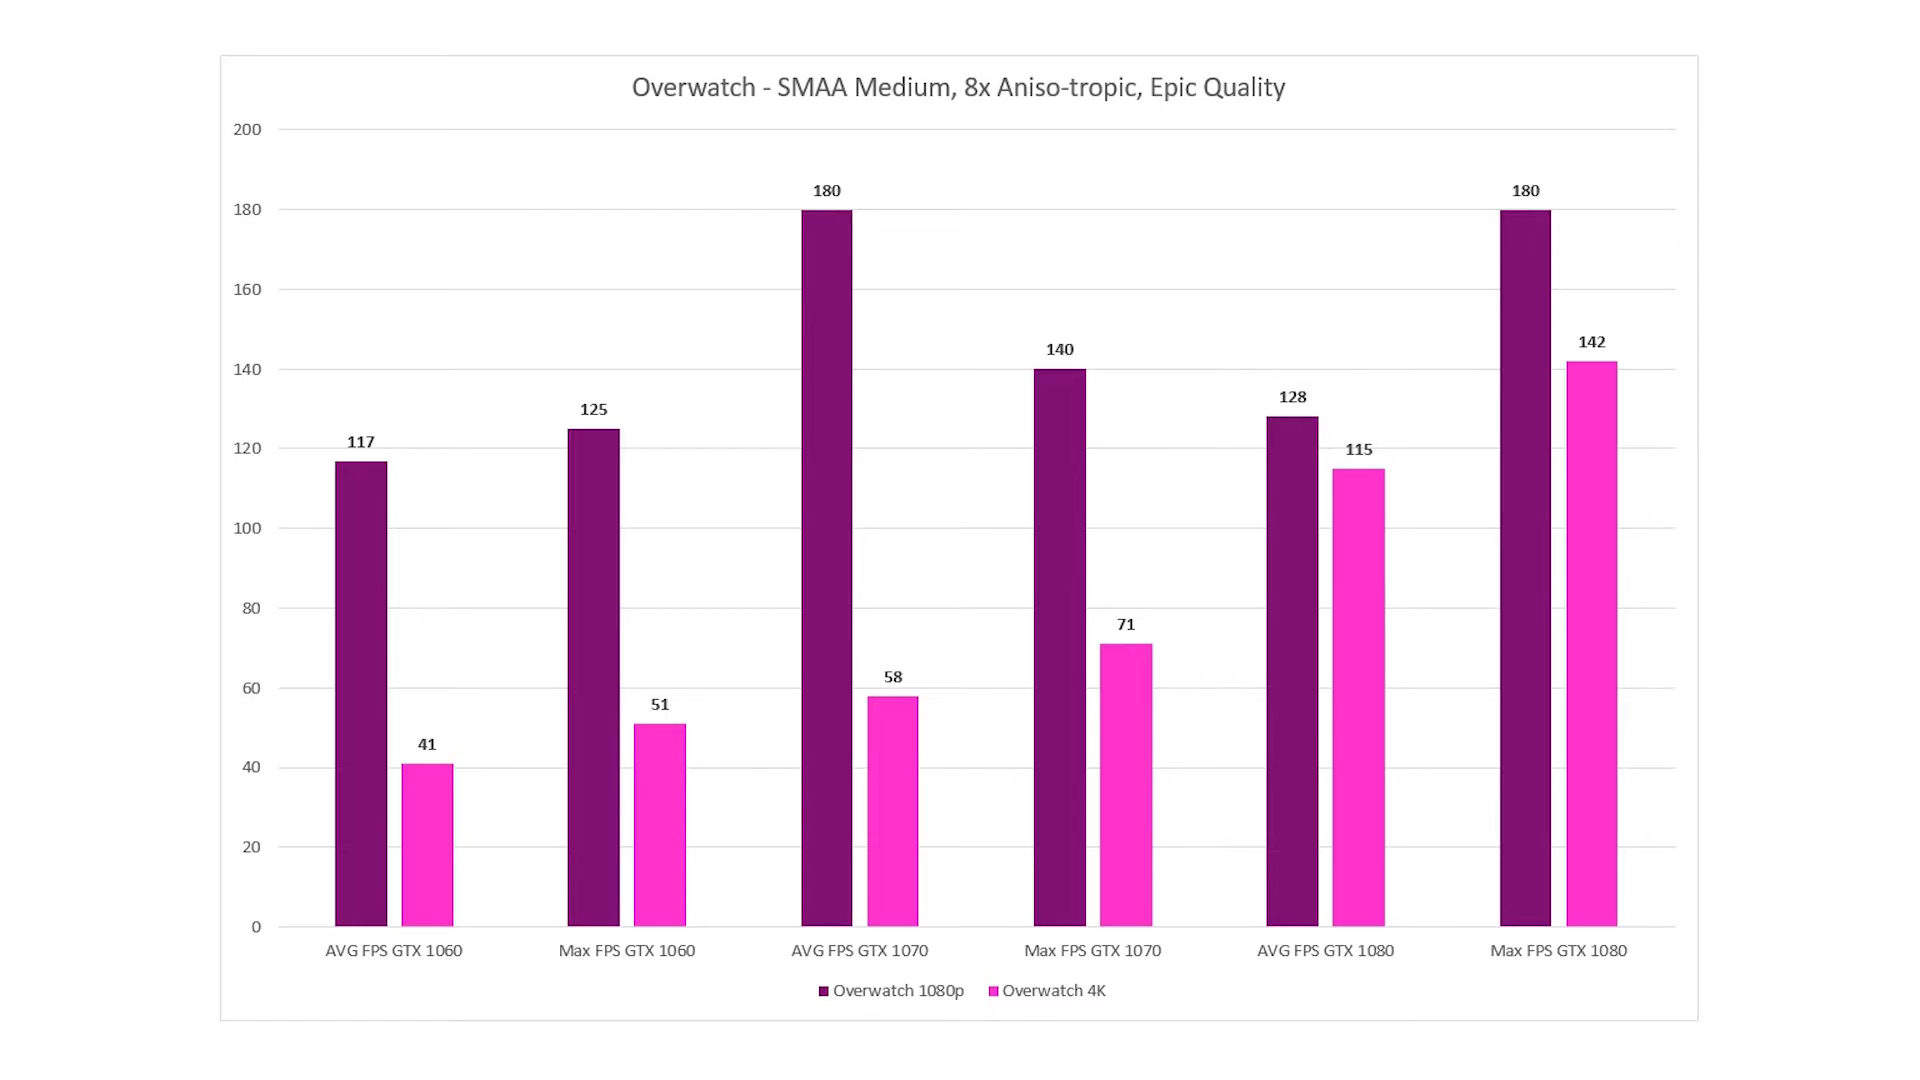 Overwatch - SMAA Medium, 8x Aniso-tropic, Epic Quality
200
180
160
140
120
100
80
60
40
20
0
117
41
125
51
180
58
140
71
128
115
180
142
AVG FPS GTX 1060
Max FPS GTX 1060
AVG FPS GTX 1070
Max FPS GTX 1070
AVG FPS GTX 1080
Max FPS GTX 1080
Overwatch 1080p
Overwatch 4K